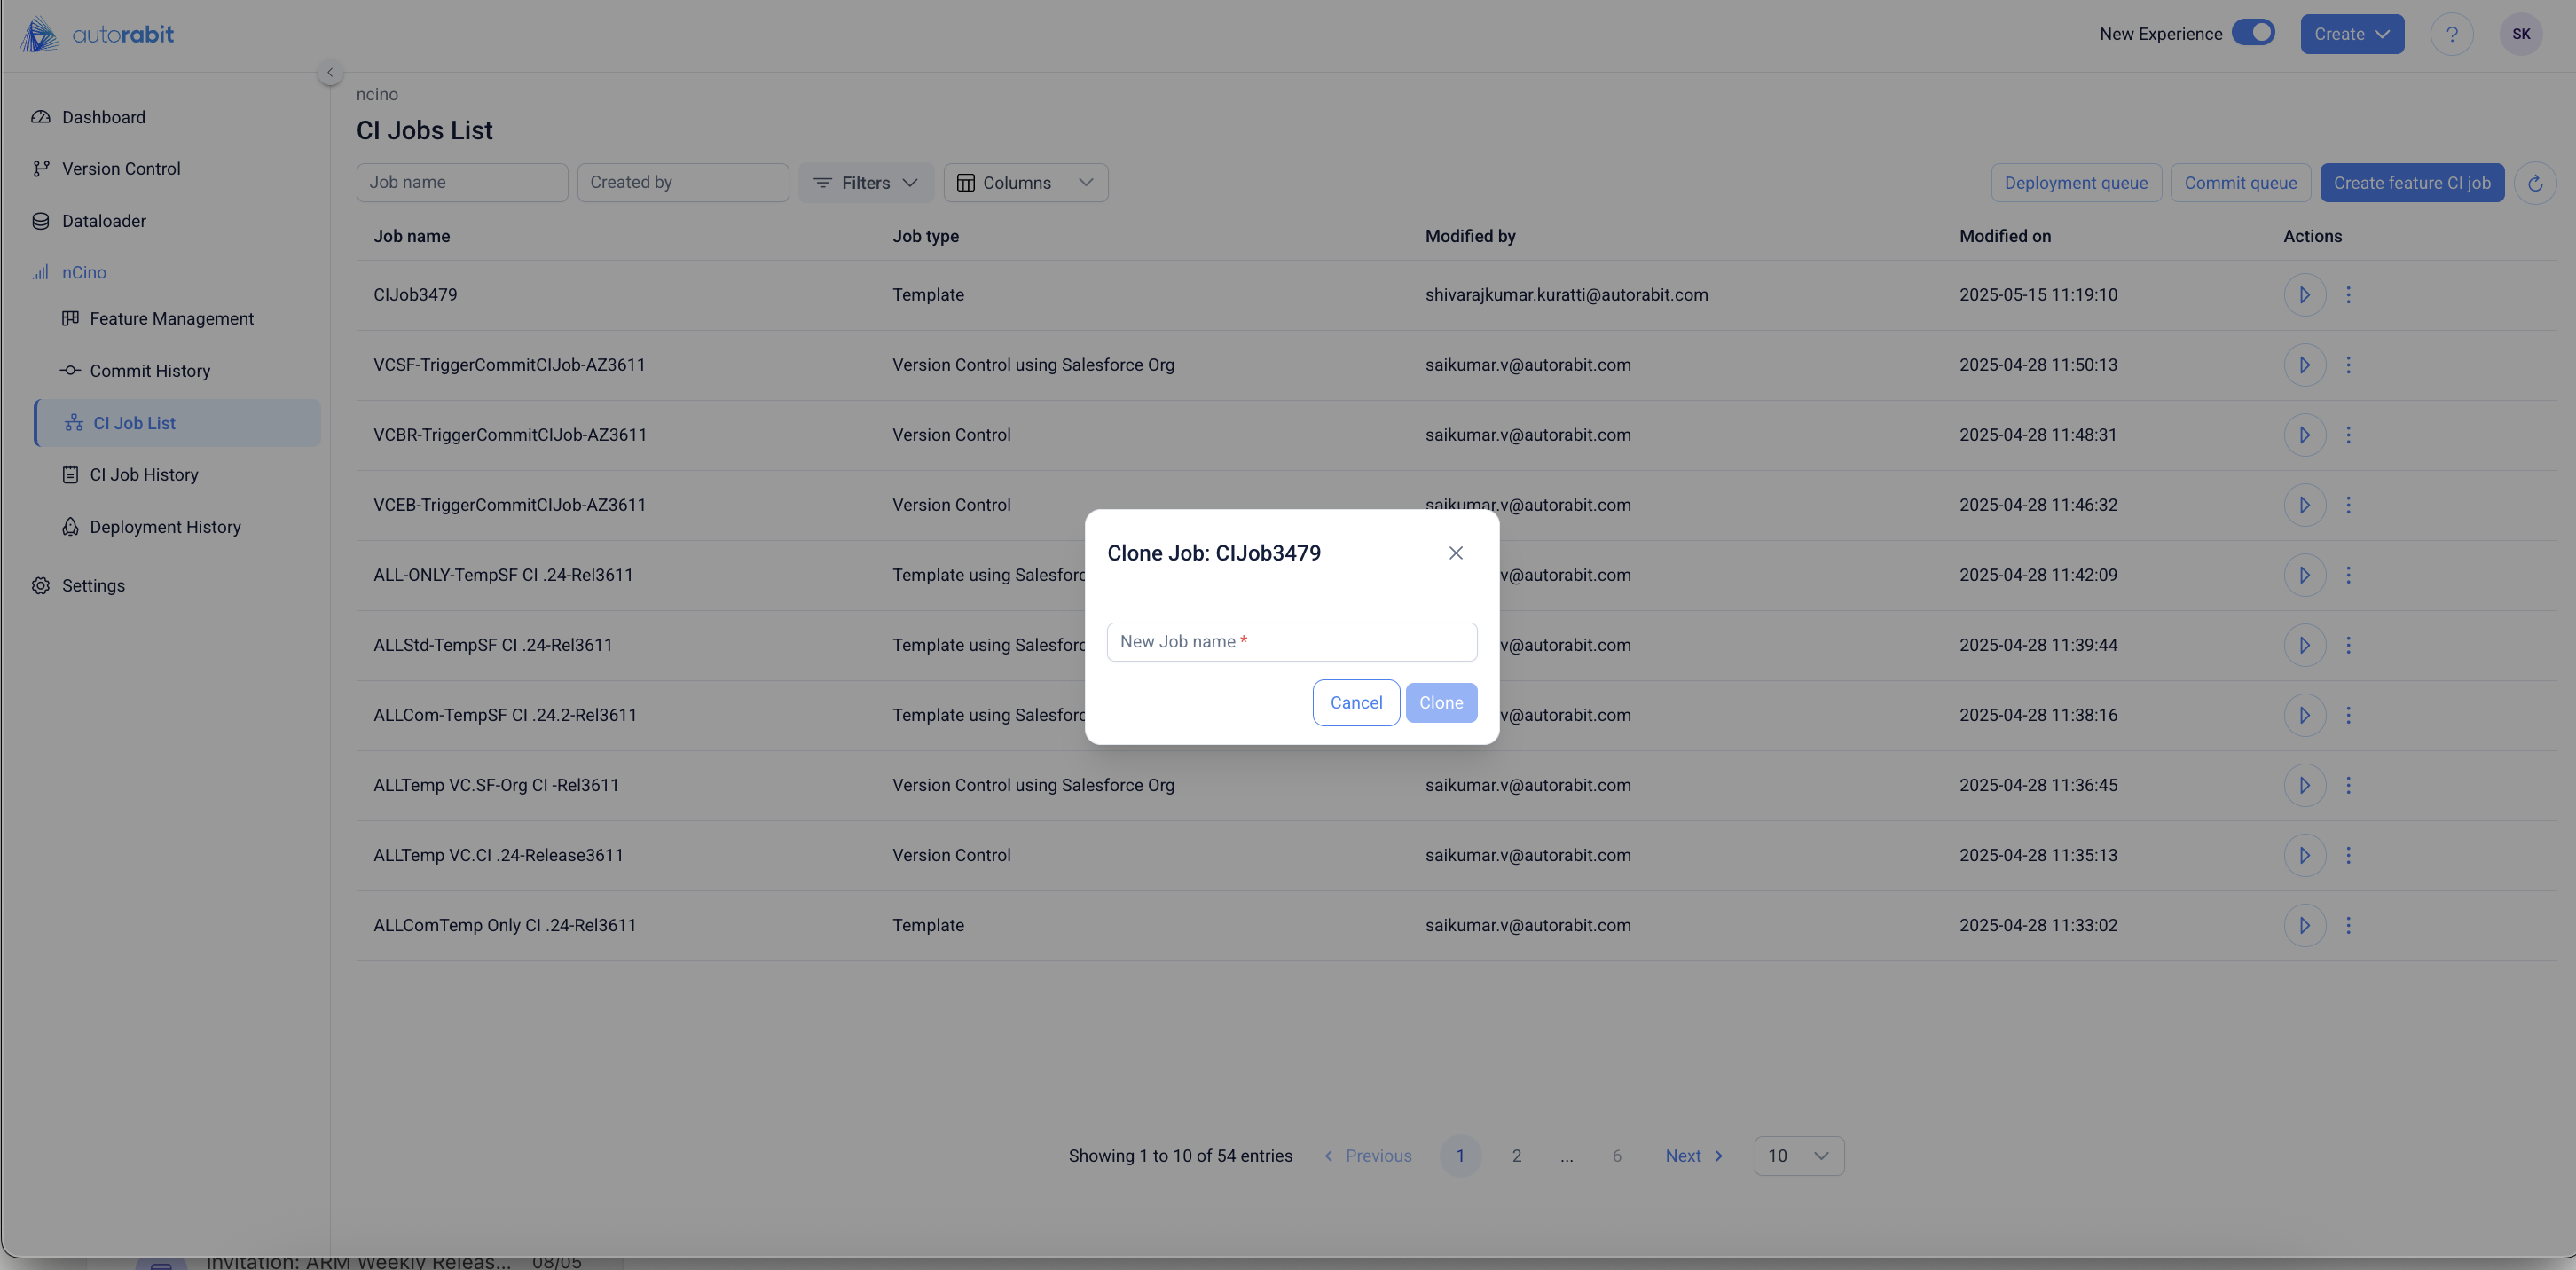 autorabit
New Experience
Create
?
SK
Dashboard
Version Control
Dataloader
nCino
Feature Management
Commit History
CI Job List
CI Job History
Deployment History
Settings
ncino
CI Jobs List
Job name
Created by
Filters
Columns
Deployment queue
Commit queue
Create feature CI job
Job name Job type Modified by Modified on Actions
CIJob3479 Template shivarajkumar.kuratti@autorabit.com 2025-05-15 11:19:10
VCSF-TriggerCommitCIJob-AZ3611 Version Control using Salesforce Org saikumar.v@autorabit.com 2025-04-28 11:50:13
VCBR-TriggerCommitCIJob-AZ3611 Version Control saikumar.v@autorabit.com 2025-04-28 11:48:31
VCEB-TriggerCommitCIJob-AZ3611 Version Control saikumar.v@autorabit.com 2025-04-28 11:46:32
ALL-ONLY-TempSF CI .24-Rel3611 Template using Salesforc v@autorabit.com 2025-04-28 11:42:09
ALLStd-TempSF CI .24-Rel3611 Template using Salesforc v@autorabit.com 2025-04-28 11:39:44
ALLCom-TempSF CI .24.2-Rel3611 Template using Salesforc v@autorabit.com 2025-04-28 11:38:16
ALLTemp VC.SF-Org CI -Rel3611 Version Control using Salesforce Org saikumar.v@autorabit.com 2025-04-28 11:36:45
ALLTemp VC.CI .24-Release3611 Version Control saikumar.v@autorabit.com 2025-04-28 11:35:13
ALLComTemp Only CI .24-Rel3611 Template saikumar.v@autorabit.com 2025-04-28 11:33:02
Clone Job: CIJob3479
New Job name *
Cancel Clone
Showing 1 to 10 of 54 entries Previous 1 2 ... 6 Next 10
Invitation: ARM Weekly Releas... 08/05